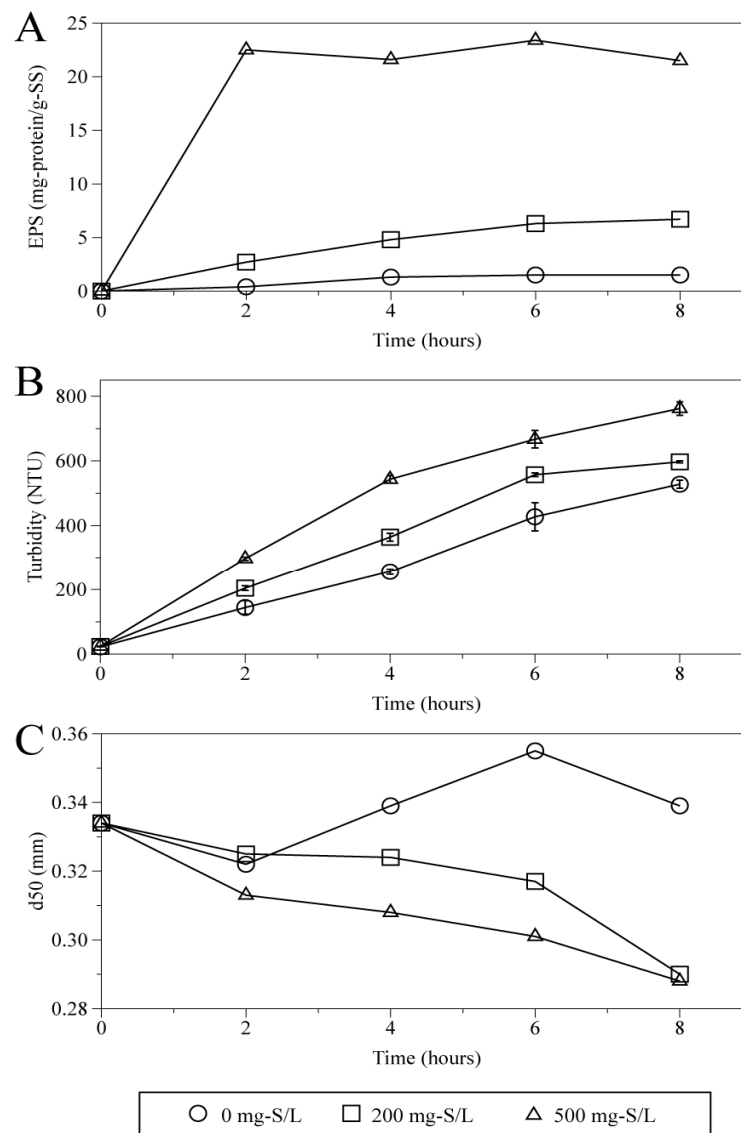 A
25
20
15
10
5
0
EPS (mg-protein/g-SS)
0 2 4 6 8
Time (hours)
B
800
600
400
200
0
Turbidity (NTU)
0 2 4 6 8
Time (hours)
C
0.36
0.34
0.32
0.30
0.28
d50 (mm)
0 2 4 6 8
Time (hours)
0 mg-S/L 200 mg-S/L 500 mg-S/L